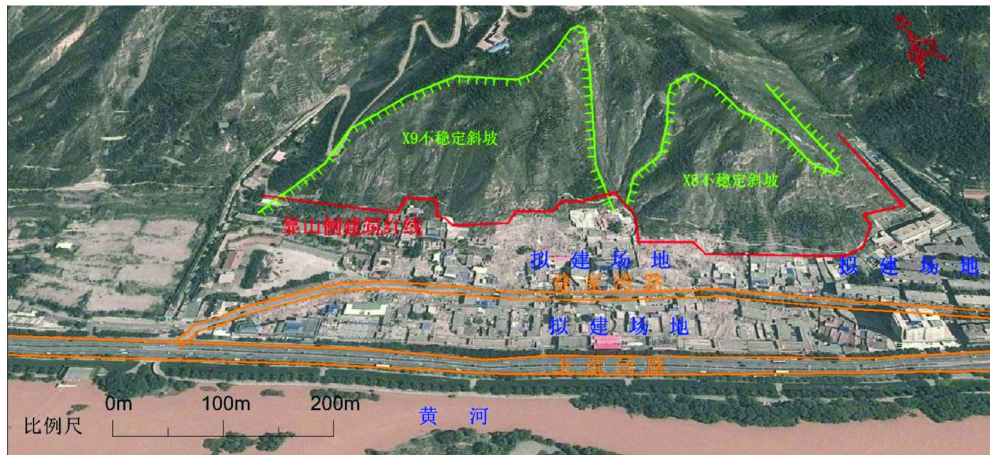 X9不稳定斜坡
X8不稳定斜坡
靠山侧建筑红线
拟建场地
拟建场地
拟建场地
北滨河路
0m 100m 200m
比例尺
黄河